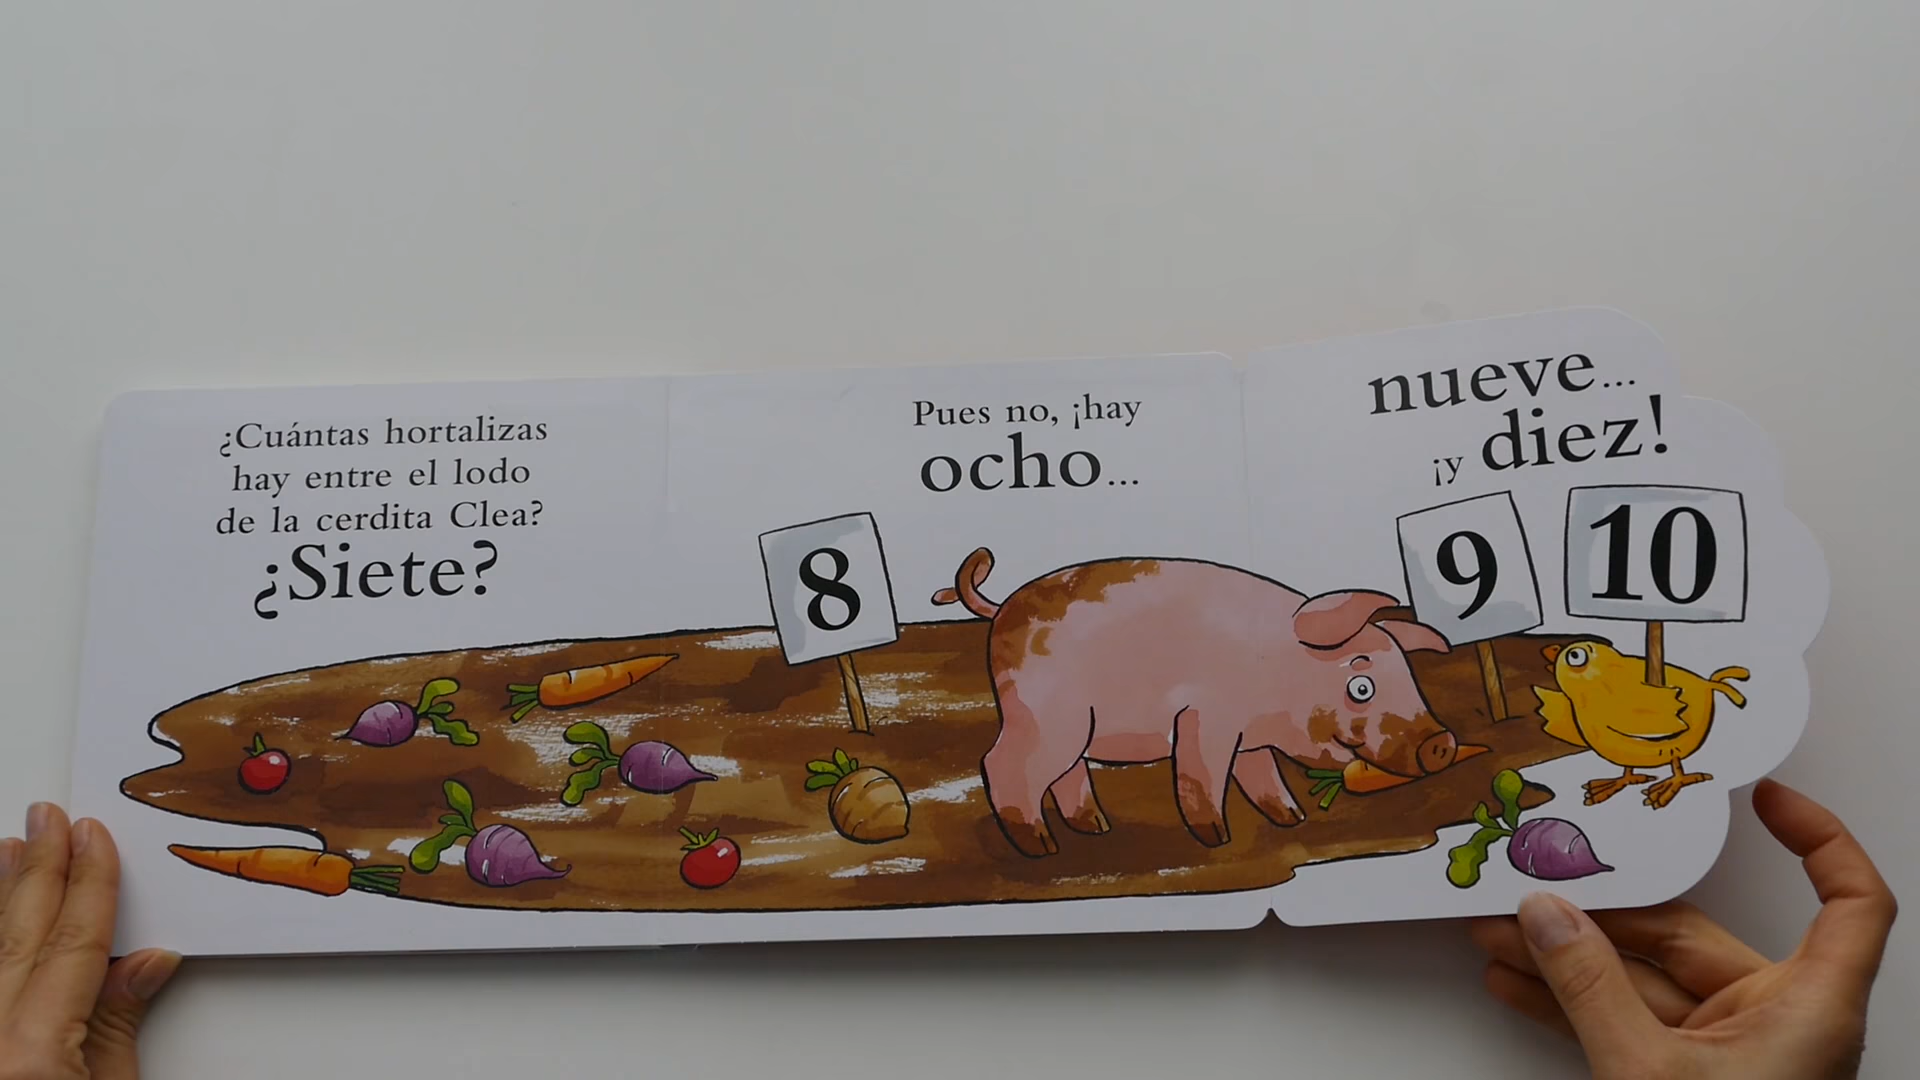 ¿Cuántas hortalizas
hay entre el lodo
de la cerdita Clea?
¿Siete?
Pues no, ¡hay
ocho...
nueve...
¡y diez!
8
9
10